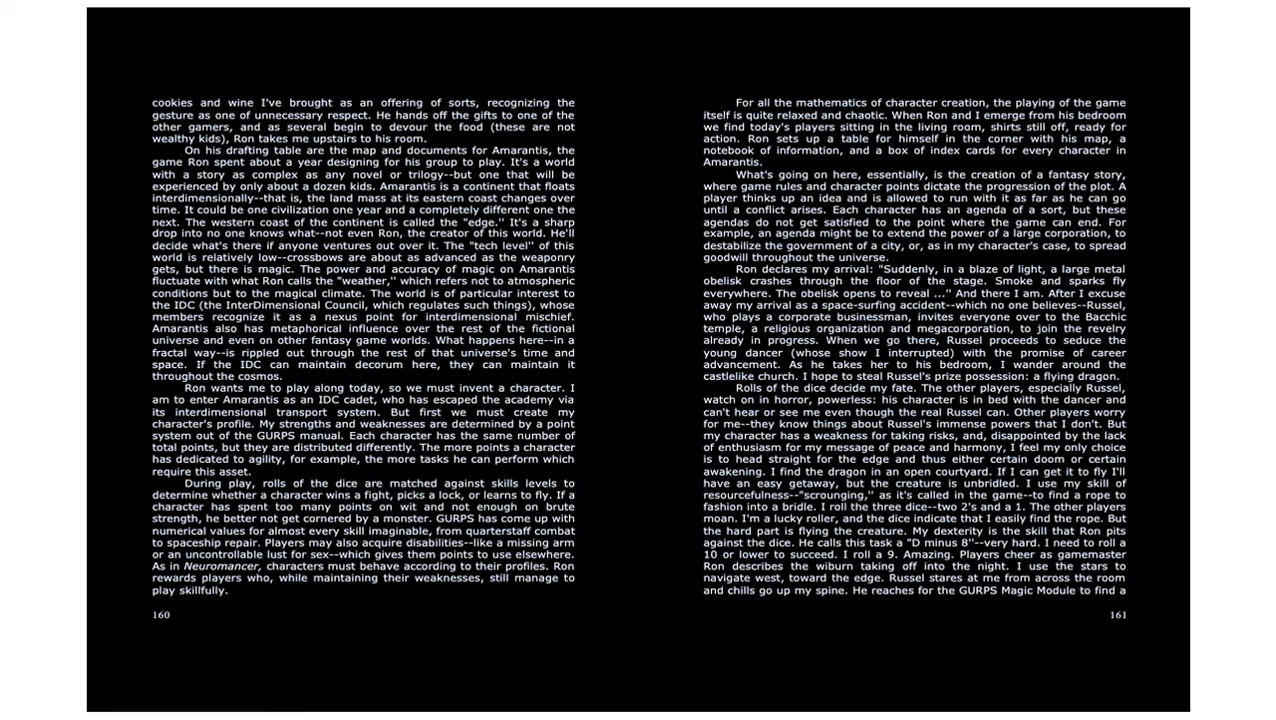 cookies and wine I've brought as an offering of sorts, recognizing the
gesture as one of unnecessary respect. He hands off the gifts to one of the
other gamers, and as several begin to devour the food (these are not
wealthy kids), Ron takes me upstairs to his room.
On his drafting table are the map and documents for Amarantis, the
game Ron spent about a year designing for his group to play. It's a world
with a story as complex as any novel or trilogy--but one that will be
experienced by only about a dozen kids. Amarantis is a continent that floats
interdimensionally--that is, the land mass at its eastern coast changes over
time. It could be one civilization one year and a completely different one the
next. The western coast of the continent is called the "edge." It's a sharp
drop into no one knows what--not even Ron, the creator of this world. He'll
decide what's there if anyone ventures out over it. The "tech level" of this
world is relatively low--crossbows are about as advanced as the weaponry
gets, but there is magic. The power and accuracy of magic on Amarantis
fluctuate with what Ron calls the "weather," which refers not to atmospheric
conditions but to the magical climate. The world is of particular interest to
the IDC (the InterDimensional Council, which regulates such things), whose
members recognize it as a nexus point for interdimensional mischief.
Amarantis also has metaphorical influence over the rest of the fictional
universe and even on other fantasy game worlds. What happens here--in a
fractal way--is rippled out through the rest of that universe's time and
space. If the IDC can maintain decorum here, they can maintain it
throughout the cosmos.
Ron wants me to play along today, so we must invent a character. I
am to enter Amarantis as an IDC cadet, who has escaped the academy via
its interdimensional transport system. But first we must create my
character's profile. My strengths and weaknesses are determined by a point
system out of the GURPS manual. Each character has the same number of
total points, but they are distributed differently. The more points a character
has dedicated to agility, for example, the more tasks he can perform which
require this asset.
During play, rolls of the dice are matched against skills levels to
determine whether a character wins a fight, picks a lock, or learns to fly. If a
character has spent too many points on wit and not enough on brute
strength, he better not get cornered by a monster. GURPS has come up with
numerical values for almost every skill imaginable, from quarterstaff combat
to spaceship repair. Players may also acquire disabilities--like a missing arm
or an uncontrollable lust for sex--which gives them points to use elsewhere.
As in Neuromancer, characters must behave according to their profiles. Ron
rewards players who, while maintaining their weaknesses, still manage to
play skillfully.
160
For all the mathematics of character creation, the playing of the game
itself is quite relaxed and chaotic. When Ron and I emerge from his bedroom
we find today's players sitting in the living room, shirts still off, ready for
action. Ron sets up a table for himself in the corner with his map, a
notebook of information, and a box of index cards for every character in
Amarantis.
What's going on here, essentially, is the creation of a fantasy story,
where game rules and character points dictate the progression of the plot. A
player thinks up an idea and is allowed to run with it as far as he can go
until a conflict arises. Each character has an agenda of a sort, but these
agendas do not get satisfied to the point where the game can end. For
example, an agenda might be to extend the power of a large corporation, to
destabilize the government of a city, or, as in my character's case, to spread
goodwill throughout the universe.
Ron declares my arrival: "Suddenly, in a blaze of light, a large metal
obelisk crashes through the floor of the stage. Smoke and sparks fly
everywhere. The obelisk opens to reveal ..." And there I am. After I excuse
away my arrival as a space-surfing accident--which no one believes--Russel,
who plays a corporate businessman, invites everyone over to the Bacchic
temple, a religious organization and megacorporation, to join the revelry
already in progress. When we go there, Russel proceeds to seduce the
young dancer (whose show I interrupted) with the promise of career
advancement. As he takes her to his bedroom, I wander around the
castlelike church. I hope to steal Russel's prize possession: a flying dragon.
Rolls of the dice decide my fate. The other players, especially Russel,
watch on in horror, powerless: his character is in bed with the dancer and
can't hear or see me even though the real Russel can. Other players worry
for me--they know things about Russel's immense powers that I don't. But
my character has a weakness for taking risks, and, disappointed by the lack
of enthusiasm for my message of peace and harmony, I feel my only choice
is to head straight for the edge and thus either certain doom or certain
awakening. I find the dragon in an open courtyard. If I can get it to fly I'll
have an easy getaway, but the creature is unbridled. I use my skill of
resourcefulness--"scrounging," as it's called in the game--to find a rope to
fashion into a bridle. I roll the three dice--two 2's and a 1. The other players
moan. I'm a lucky roller, and the dice indicate that I easily find the rope. But
the hard part is flying the creature. My dexterity is the skill that Ron pits
against the dice. He calls this task a "D minus 8"--very hard. I need to roll a
10 or lower to succeed. I roll a 9. Amazing. Players cheer as gamemaster
Ron describes the wiburn taking off into the night. I use the stars to
navigate west, toward the edge. Russel stares at me from across the room
and chills go up my spine. He reaches for the GURPS Magic Module to find a
161